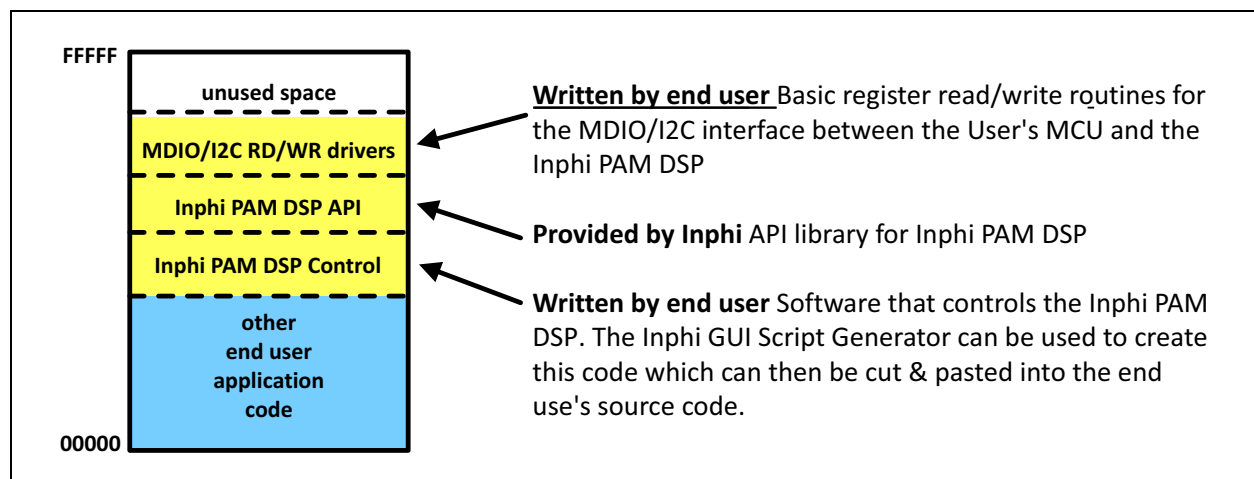 FFFFF
unused space
MDIO/I2C RD/WR drivers
Inphi PAM DSP API
Inphi PAM DSP Control
other
end user
application
code
00000
Written by end user Basic register read/write routines for
the MDIO/I2C interface between the User's MCU and the
Inphi PAM DSP
Provided by Inphi API library for Inphi PAM DSP
Written by end user Software that controls the Inphi PAM
DSP. The Inphi GUI Script Generator can be used to create
this code which can then be cut & pasted into the end
use's source code.